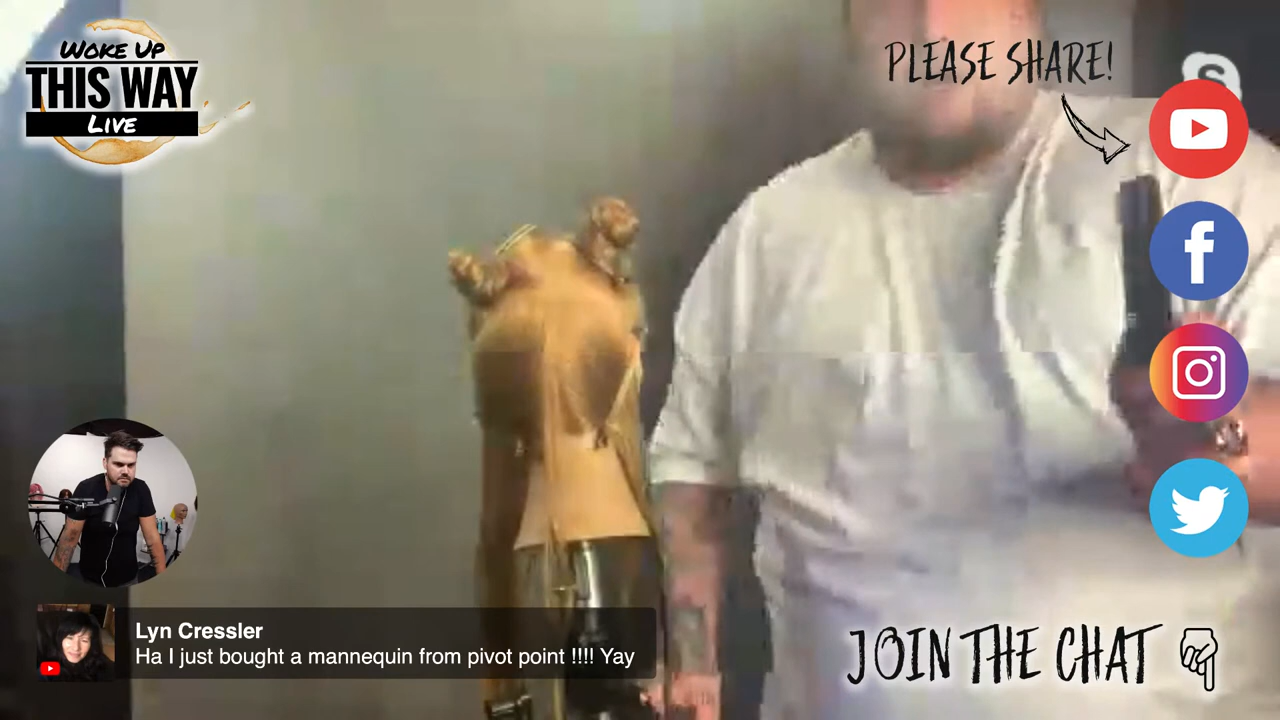 Woke Up
THIS WAY
Live
PLEASE SHARE!
Lyn Cressler
Ha I just bought a mannequin from pivot point !!!! Yay
JOIN THE CHAT